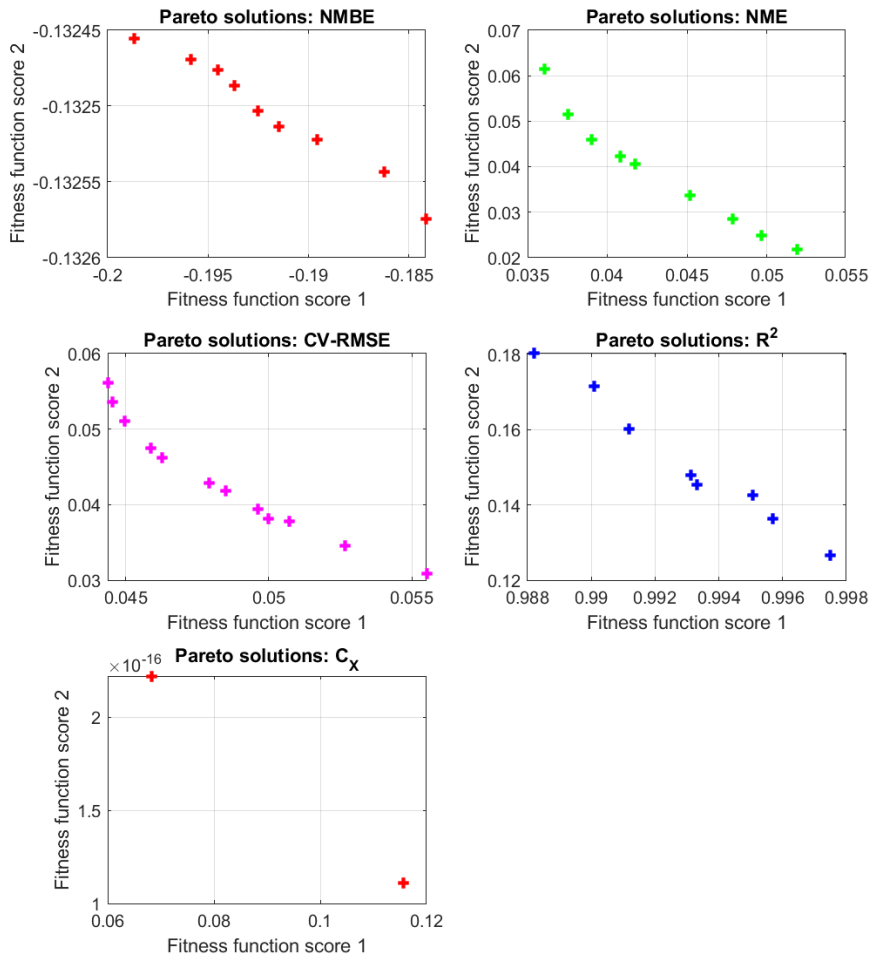 Pareto solutions: NMBE
Fitness function score 2
-0.13245
-0.1325
-0.13255
-0.1326
-0.2
-0.195
-0.19
-0.185
Fitness function score 1
Pareto solutions: NME
Fitness function score 2
0.07
0.06
0.05
0.04
0.03
0.02
0.035
0.04
0.045
0.05
0.055
Fitness function score 1
Pareto solutions: CV-RMSE
Fitness function score 2
0.06
0.05
0.04
0.03
0.045
0.05
0.055
Fitness function score 1
Pareto solutions: R²
Fitness function score 2
0.18
0.16
0.14
0.12
0.988
0.99
0.992
0.994
0.996
0.998
Fitness function score 1
×10⁻¹⁶
Pareto solutions: C_X
Fitness function score 2
2
1.5
1
0.06
0.08
0.1
0.12
Fitness function score 1